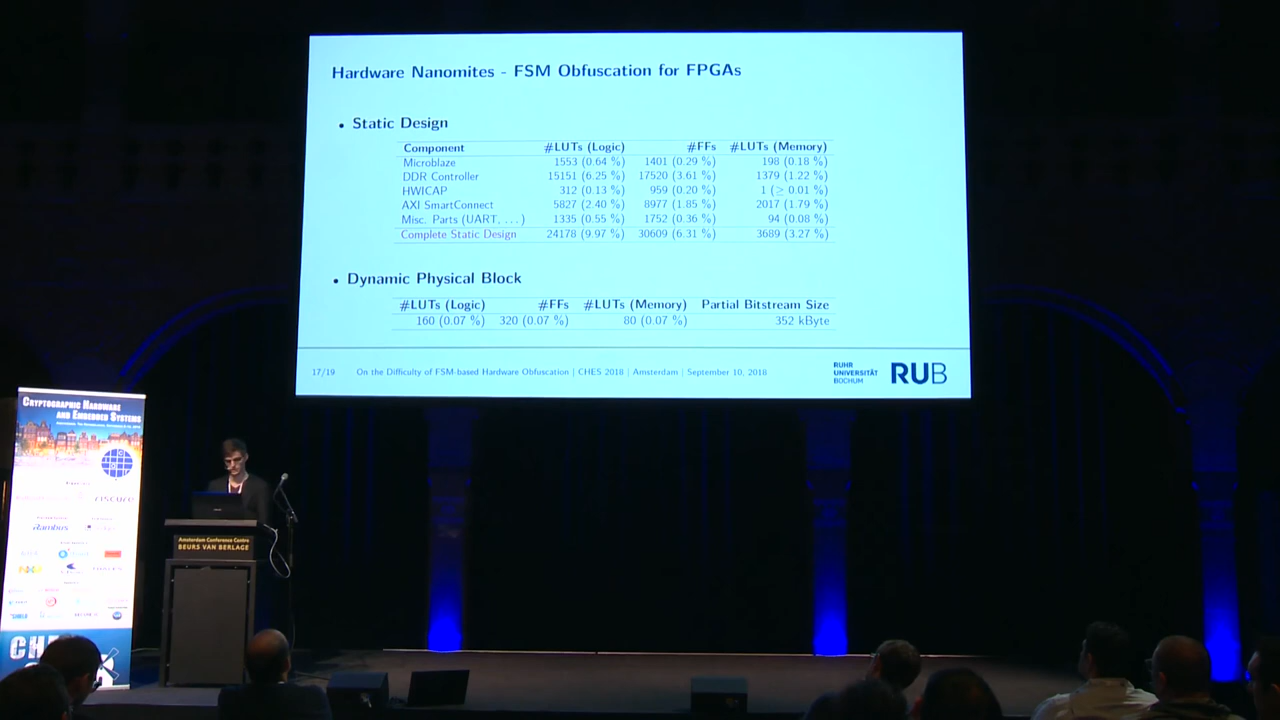 Hardware Nanomites - FSM Obfuscation for FPGAs
• Static Design
Component #LUTs (Logic) #FFs #LUTs (Memory)
Microblaze 1553 (0.64 %) 1401 (0.29 %) 198 (0.18 %)
DDR Controller 15151 (6.25 %) 17520 (3.61 %) 1379 (1.22 %)
HWICAP 312 (0.13 %) 959 (0.20 %) 1 (≥ 0.01 %)
AXI SmartConnect 5827 (2.40 %) 8977 (1.85 %) 2017 (1.79 %)
Misc. Parts (UART, ...) 1335 (0.55 %) 1752 (0.36 %) 94 (0.08 %)
Complete Static Design 24178 (9.97 %) 30609 (6.31 %) 3689 (3.27 %)
• Dynamic Physical Block
#LUTs (Logic) #FFs #LUTs (Memory) Partial Bitstream Size
160 (0.07 %) 320 (0.07 %) 80 (0.07 %) 352 kByte
17/19 On the Difficulty of FSM-based Hardware Obfuscation | CHES 2018 | Amsterdam | September 10, 2018
RUHR
UNIVERSITÄT
BOCHUM
RUB
Cryptographic Hardware
and Embedded Systems
riscure
Rambus
Amsterdam Conference Centre
BEURS VAN BERLAGE